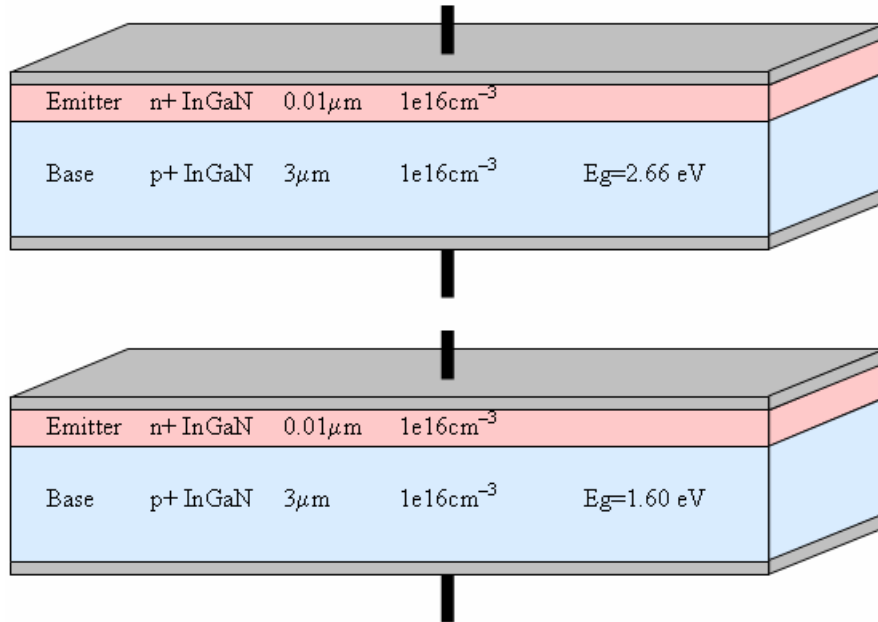 Emitter n+ InGaN 0.01μm 1e16cm⁻³
Base p+ InGaN 3μm 1e16cm⁻³ Eg=2.66 eV
Emitter n+ InGaN 0.01μm 1e16cm⁻³
Base p+ InGaN 3μm 1e16cm⁻³ Eg=1.60 eV